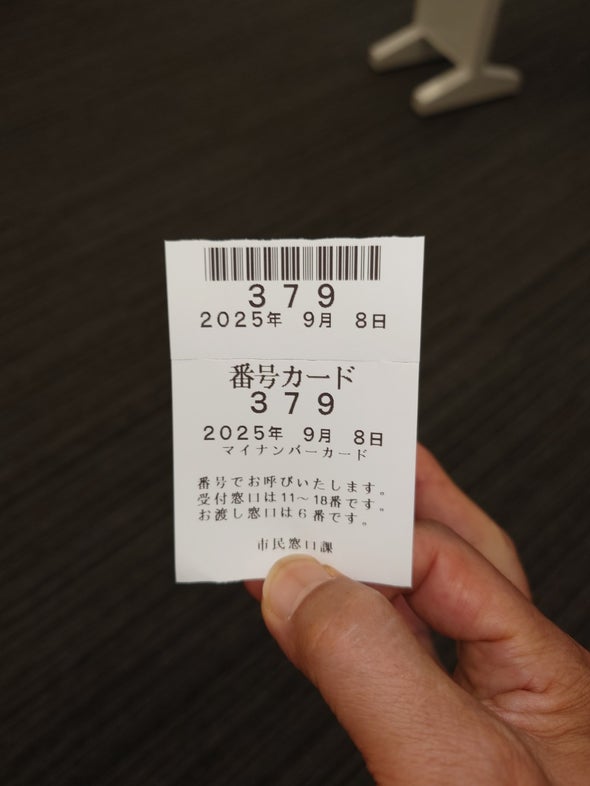 379
2025年 9月 8日
番号カード
379
2025年 9月 8日
マイナンバーカード
番号でお呼びいたします。
受付窓口は11～18番です。
お渡し窓口は6番です。
市民窓口課